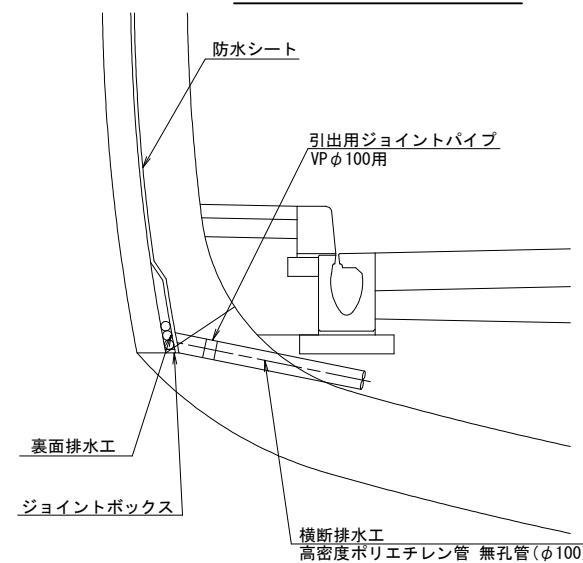 防水シート
引出用ジョイントパイプ
VPφ100用
裏面排水工
ジョイントボックス
横断排水工
高密度ポリエチレン管 無孔管(φ100